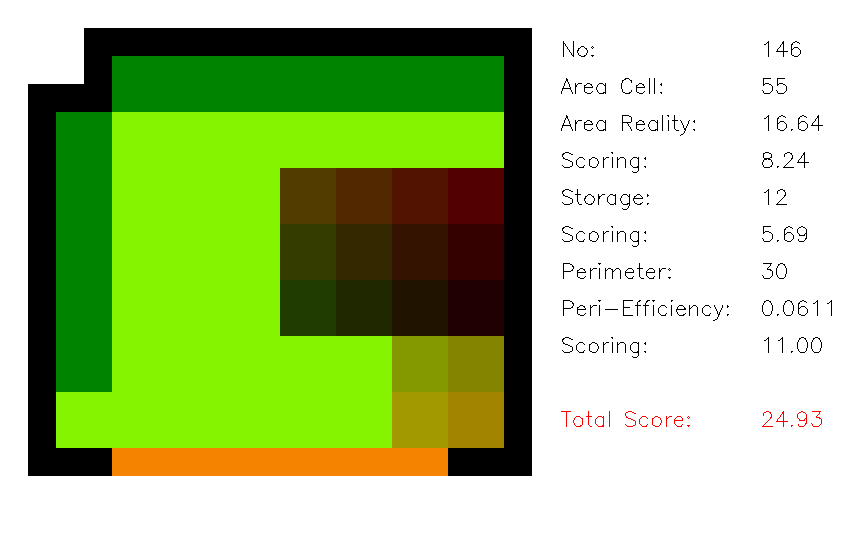 No: 146
Area Cell: 55
Area Reality: 16.64
Scoring: 8.24
Storage: 12
Scoring: 5.69
Perimeter: 30
Peri-Efficiency: 0.0611
Scoring: 11.00
Total Score: 24.93